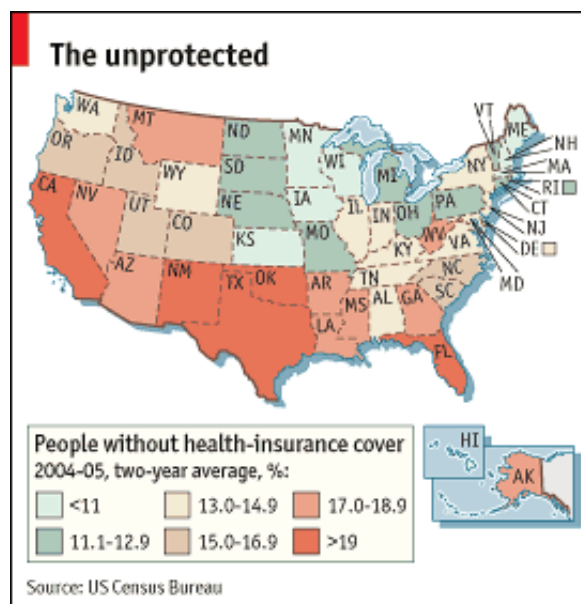 The unprotected
WA
MT
ND
MN
VT
ME
OR
ID
SD
WI
MI
NY
NH
MA
WY
RI
CA
NV
NE
IA
PA
CT
UT
CO
IL
IN
OH
NJ
KS
MO
WV
VA
DE
KY
MD
AZ
NM
TX
OK
AR
TN
NC
SC
MS
AL
GA
LA
FL
People without health-insurance cover
2004-05, two-year average, %:
<11
13.0-14.9
17.0-18.9
11.1-12.9
15.0-16.9
>19
HI
AK
Source: US Census Bureau